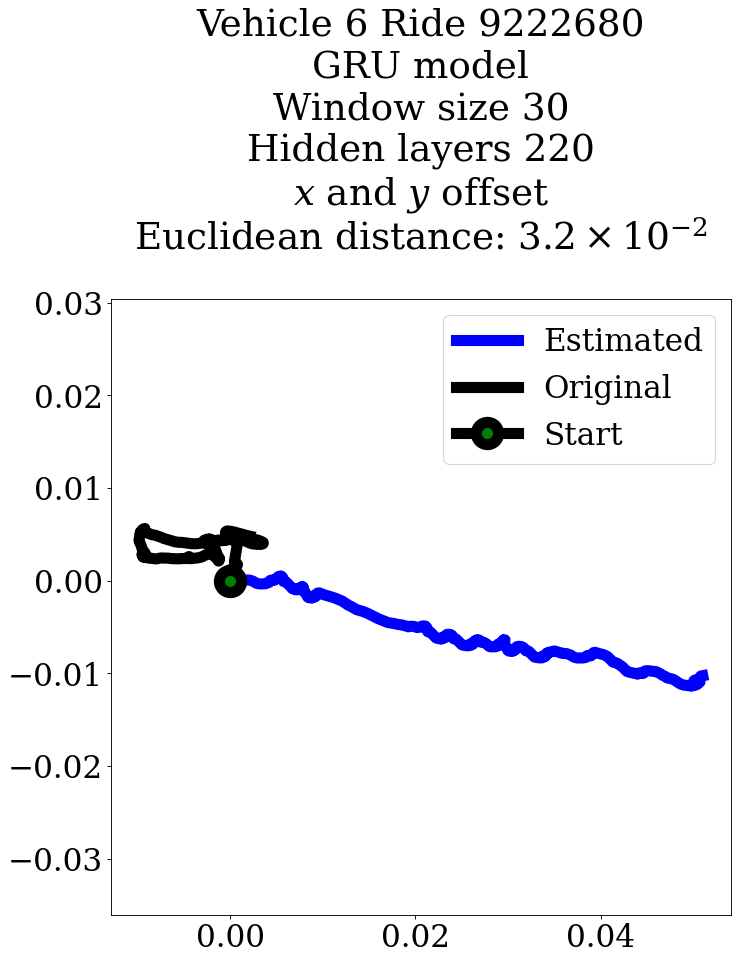 Vehicle 6 Ride 9222680
GRU model
Window size 30
Hidden layers 220
x and y offset
Euclidean distance: 3.2 × 10⁻²
0.03
Estimated
Original
Start
0.02
0.01
0.00
−0.01
−0.02
−0.03
0.00 0.02 0.04